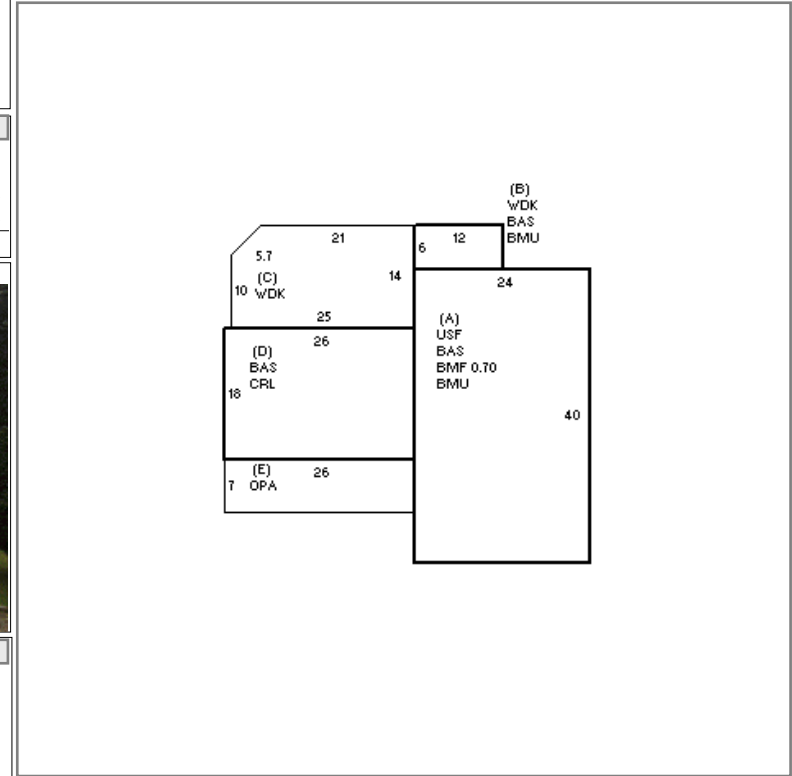 (B)
WDK
BAS
BMU
21
6
12
5.7
14
(C)
10 WDK
24
25
(A)
USF
BAS
BMF 0.70
BMU
26
(D)
BAS
CRL
18
40
(E)
26
7 OPA